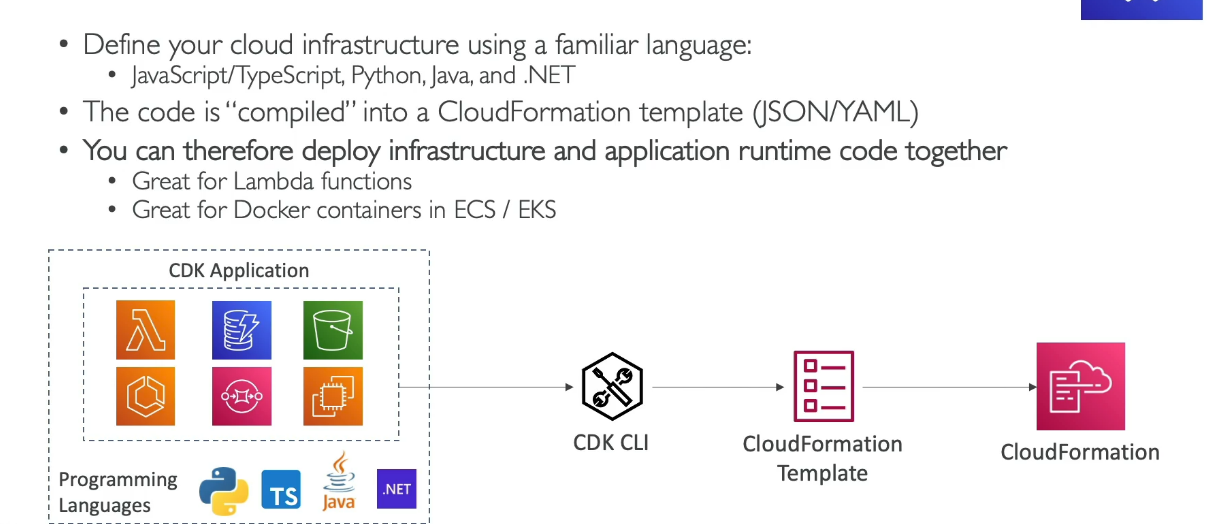 • Define your cloud infrastructure using a familiar language:
• JavaScript/TypeScript, Python, Java, and .NET
• The code is “compiled” into a CloudFormation template (JSON/YAML)
• You can therefore deploy infrastructure and application runtime code together
• Great for Lambda functions
• Great for Docker containers in ECS / EKS
CDK Application
CDK CLI
CloudFormation
Template
CloudFormation
Programming
Languages
TS
Java
.NET